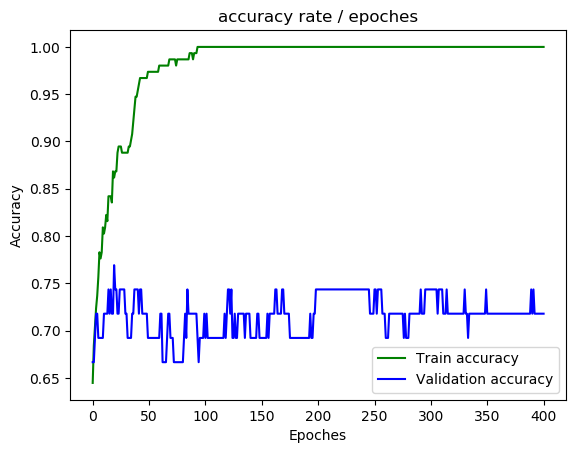 accuracy rate / epoches
1.00
0.95
0.90
0.85
0.80
0.75
0.70
0.65
Accuracy
0 50 100 150 200 250 300 350 400
Epoches
Train accuracy
Validation accuracy